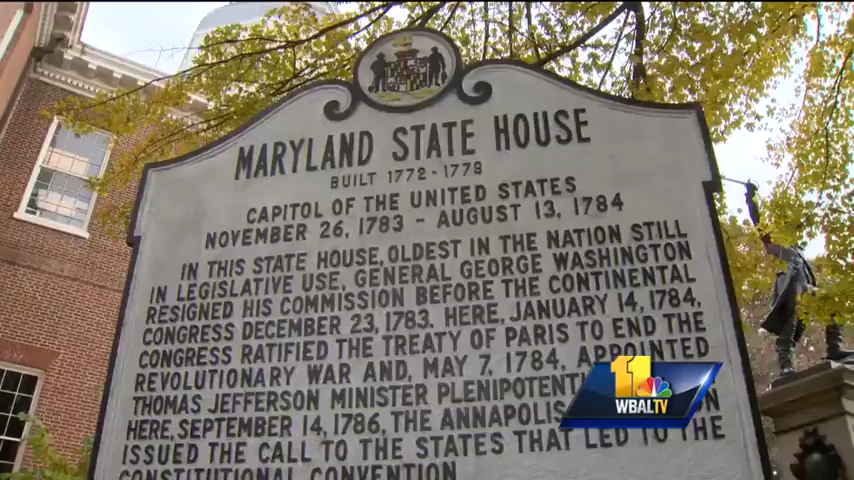 MARYLAND STATE HOUSE
BUILT 1772-1779
CAPITOL OF THE UNITED STATES
NOVEMBER 26, 1783 - AUGUST 13, 1784
IN THIS STATE HOUSE, OLDEST IN THE NATION STILL
IN LEGISLATIVE USE, GENERAL GEORGE WASHINGTON
RESIGNED HIS COMMISSION BEFORE THE CONTINENTAL
CONGRESS DECEMBER 23, 1783. HERE, JANUARY 14, 1784,
CONGRESS RATIFIED THE TREATY OF PARIS TO END THE
REVOLUTIONARY WAR AND, MAY 7, 1784, APPOINTED
THOMAS JEFFERSON MINISTER PLENIPOTENTI
HERE, SEPTEMBER 14, 1786, THE ANNAPOLIS ON
ISSUED THE CALL TO THE STATES THAT LED TO THE
CONSTITUTIONAL CONVENTION
11
WBALTV